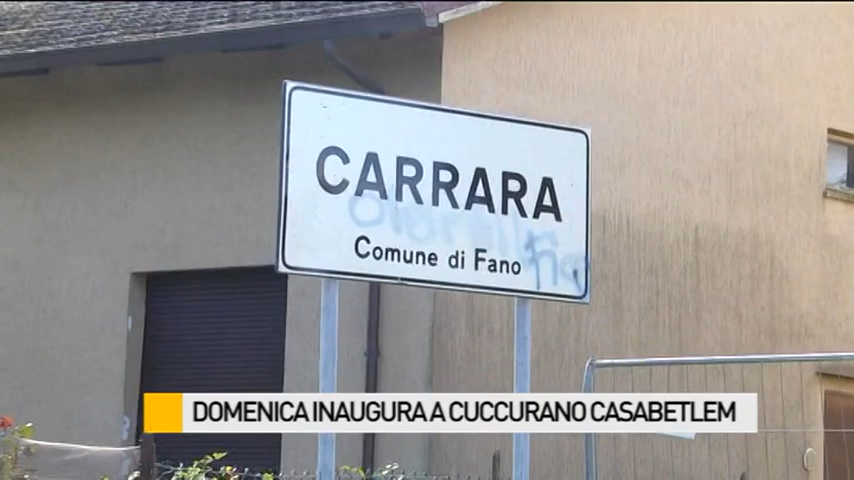 CARRARA
Comune di Fano
DOMENICA INAUGURA A CUCCURANO CASABETLEM